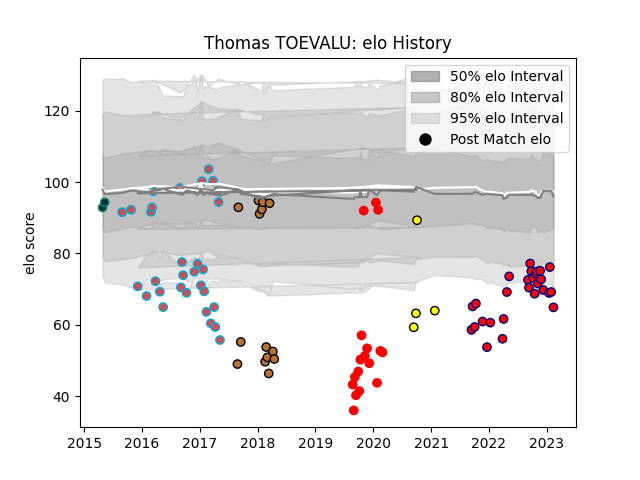 Thomas TOEVALU: elo History
50% elo Interval
80% elo Interval
95% elo Interval
Post Match elo
elo score
120
100
80
60
40
2015 2016 2017 2018 2019 2020 2021 2022 2023